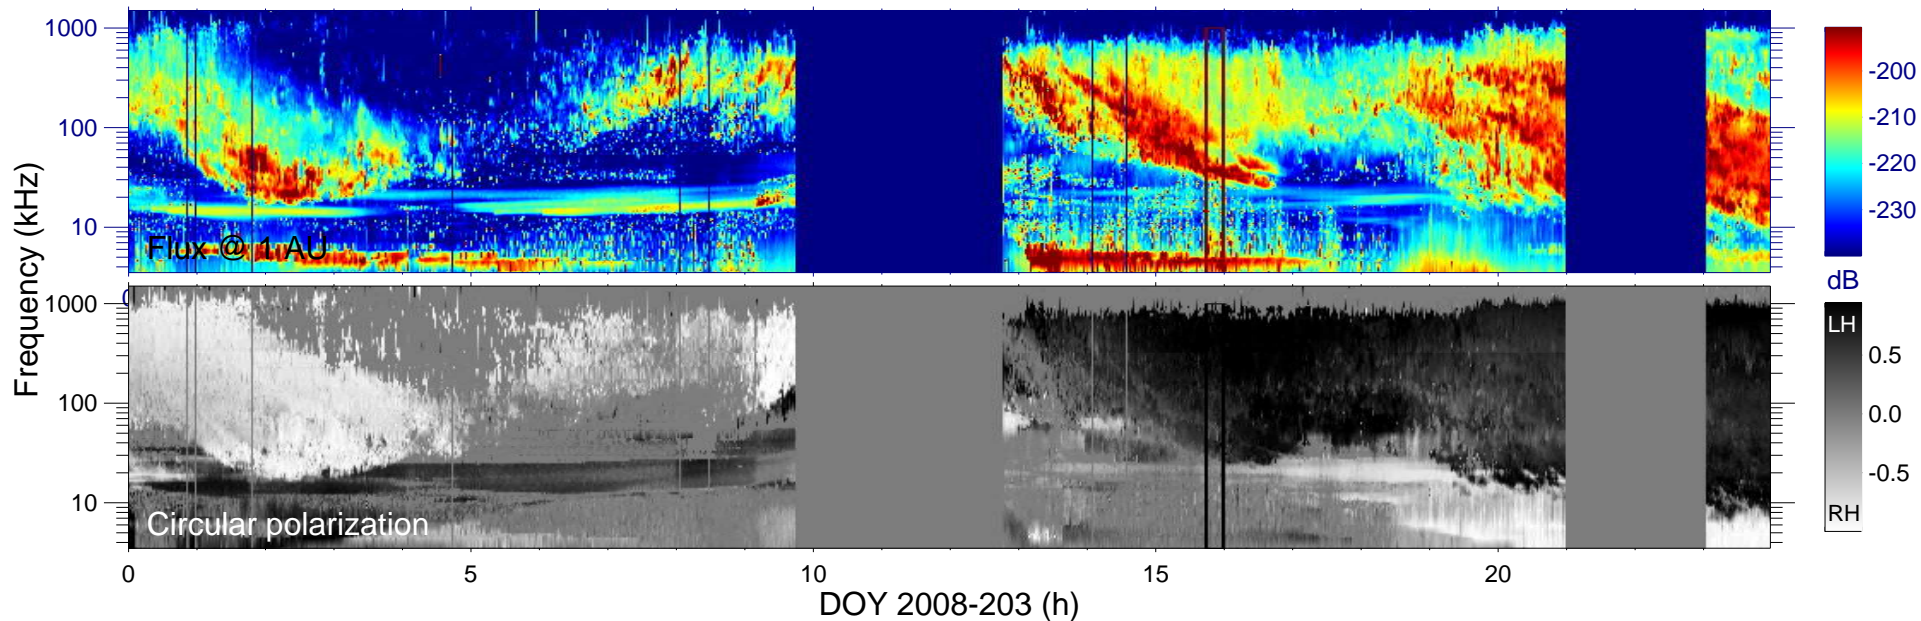 Frequency (kHz)
1000
100
10
Flux @ 1 AU
-200
-210
-220
-230
dB
1000
100
10
Circular polarization
LH
0.5
0.0
-0.5
RH
0 5 10 15 20
DOY 2008-203 (h)